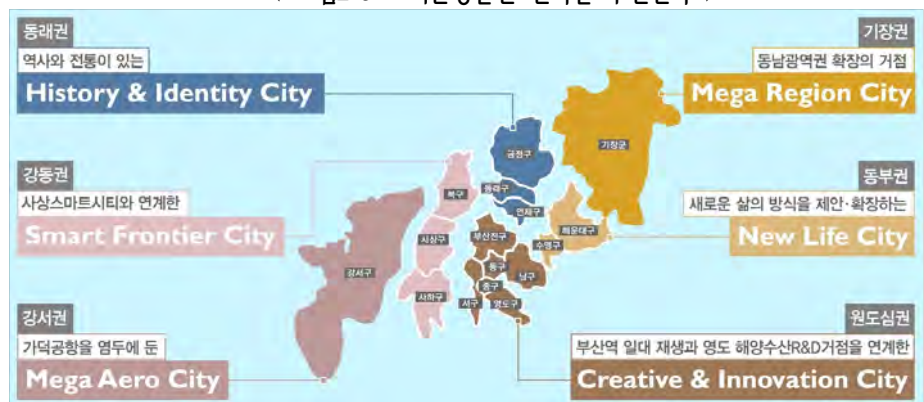 동래권
역사와 전통이 있는
History & Identity City
기장권
동남광역권 확장의 거점
Mega Region City
강동권
사상스마트시티와 연계한
Smart Frontier City
동부권
새로운 삶의 방식을 제안·확장하는
New Life City
강서권
가덕공항을 염두에 둔
Mega Aero City
원도심권
부산역 일대 재생과 영도 해양수산R&D거점을 연계한
Creative & Innovation City
금정구
기장군
북구
동래구
연제구
해운대구
사상구
부산진구
수영구
강서구
동구
남구
중구
사하구
서구
영도구